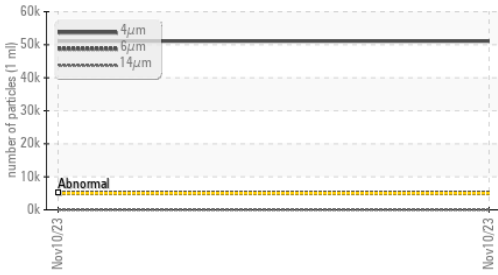 60k
50k
40k
30k
20k
10k
0k
number of particles (1 ml)
4µm
6µm
14µm
Abnormal
Nov10/23
Nov10/23